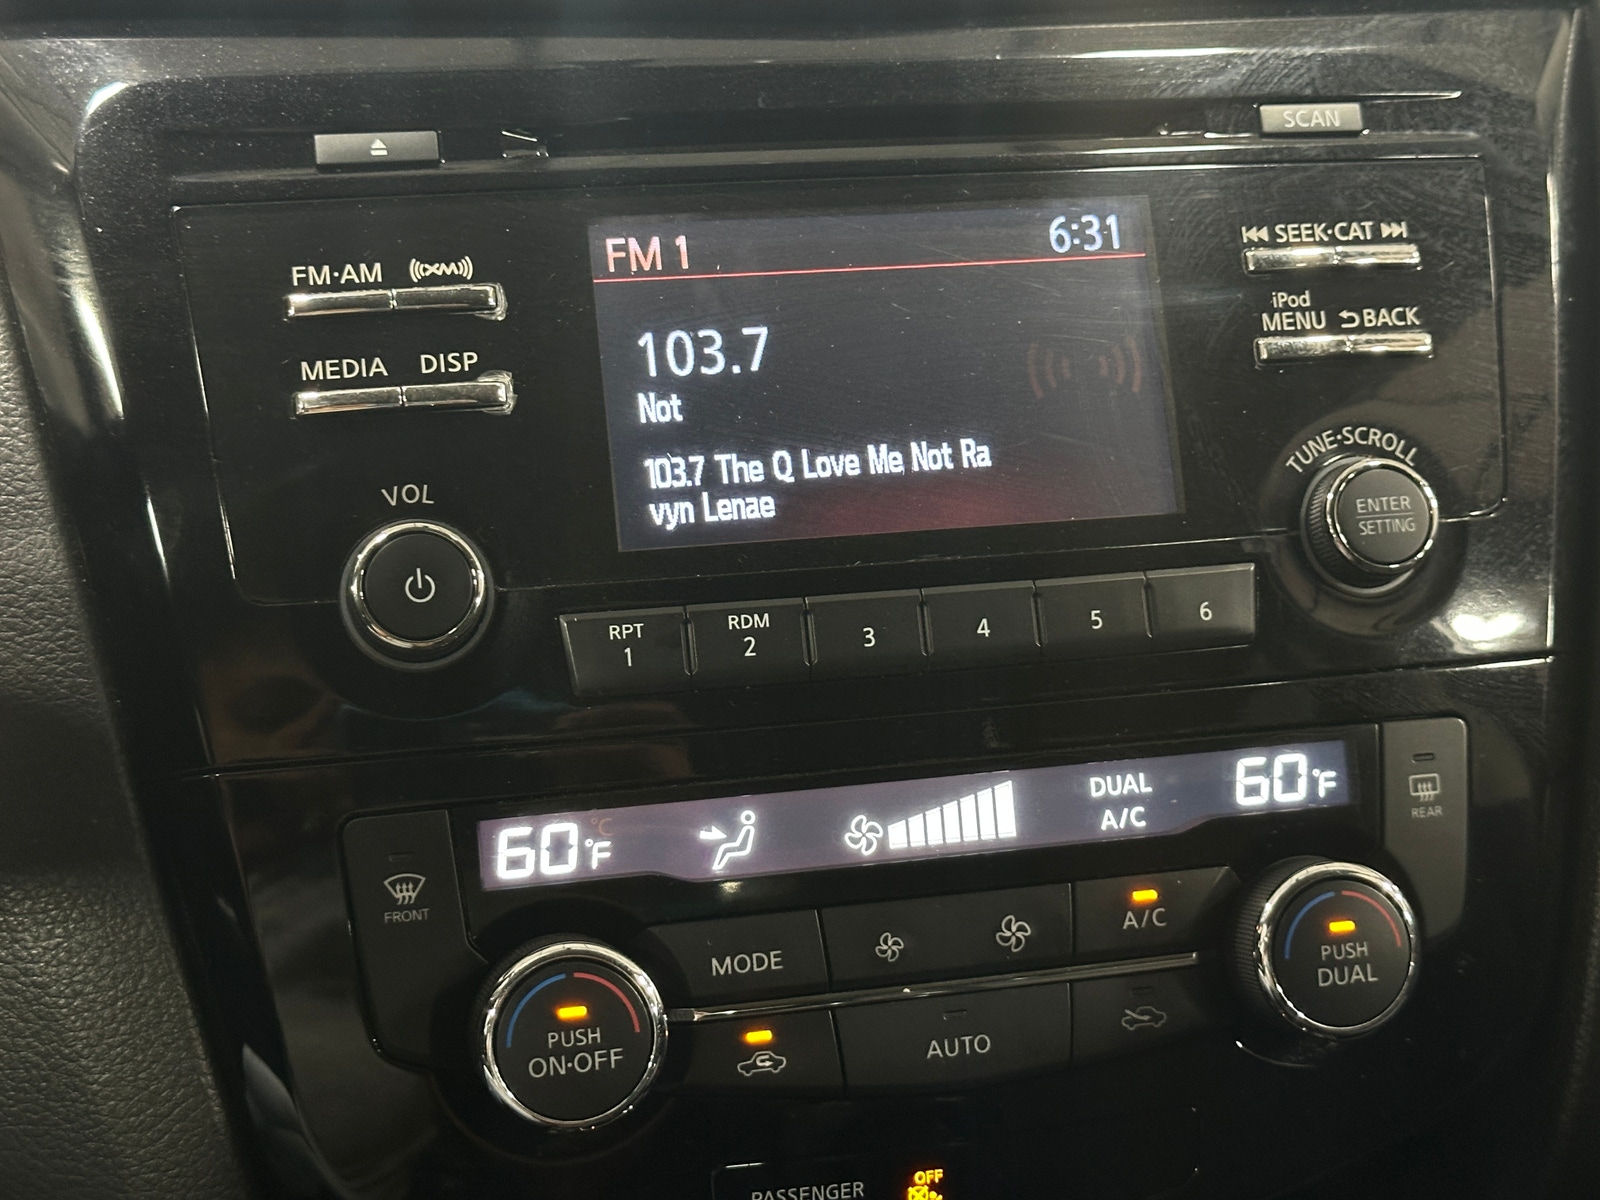 SCAN
FM 1 6:31
FM·AM XM
SEEK·CAT
iPod
MENU BACK
103.7
Not
MEDIA DISP
103.7 The Q Love Me Not Ra
vyn Lenae
TUNE·SCROLL
VOL
ENTER
SETTING
RPT
1
RDM
2
3
4
5
6
60°F °C
DUAL
A/C
60°F
FRONT
REAR
MODE
A/C
PUSH
DUAL
PUSH
ON·OFF
AUTO
PASSENGER
OFF